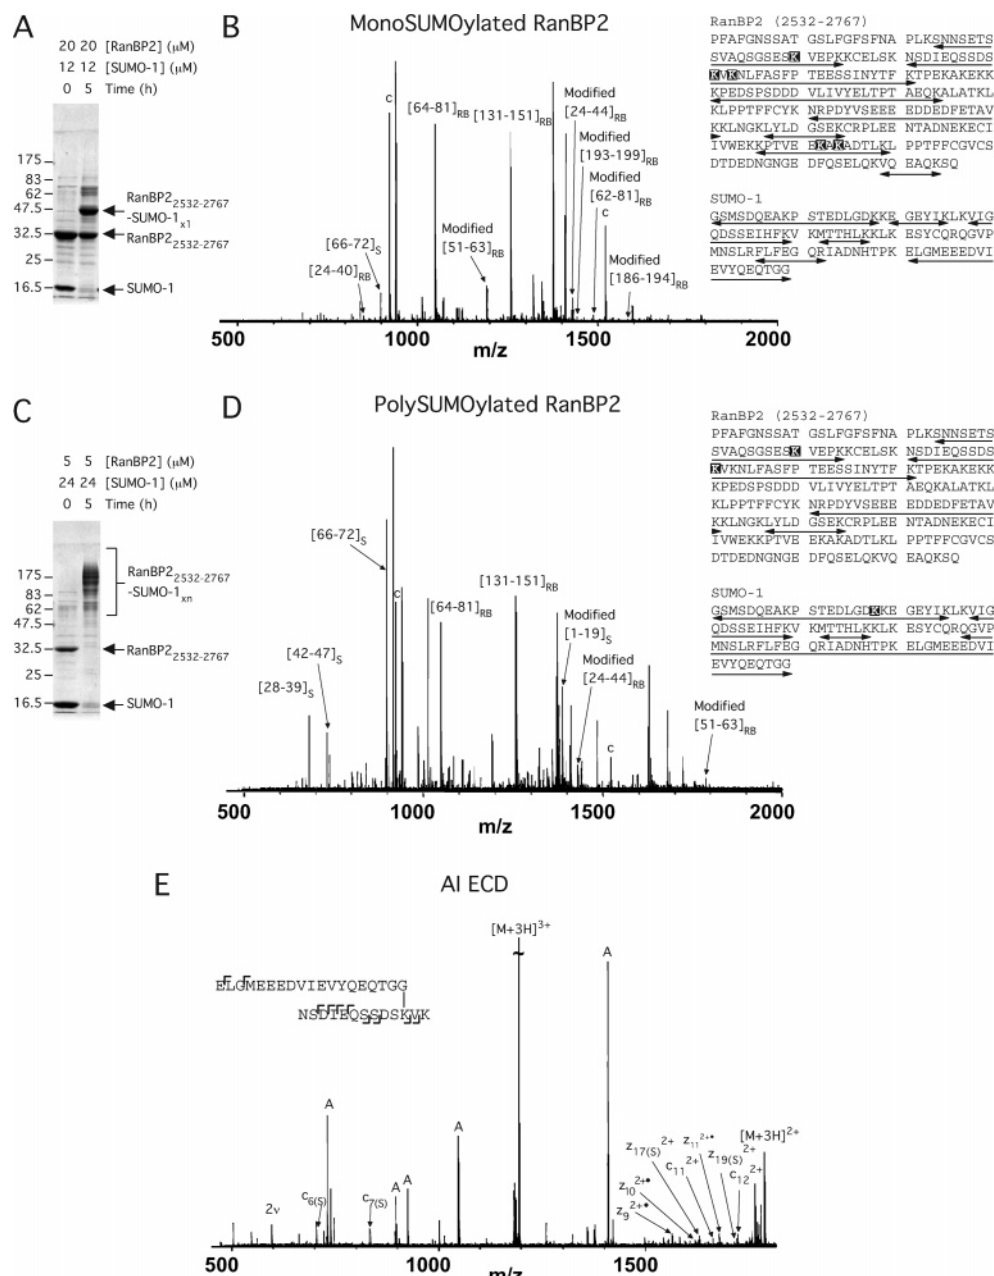 A
20 20 [RanBP2] (μM)
12 12 [SUMO-1] (μM)
0 5 Time (h)
175
83
62
47.5
32.5
25
16.5
RanBP2 2532-2767
-SUMO-1 x1
RanBP2 2532-2767
SUMO-1
B
MonoSUMOylated RanBP2
[24-40]RB
[66-72]S
c
[64-81]RB
Modified
[51-63]RB
[131-151]RB
Modified
[24-44]RB
Modified
[193-199]RB
Modified
[62-81]RB
c
Modified
[186-194]RB
500 1000 1500 2000
m/z
RanBP2 (2532-2767)
PFAFGNSSAT GSLFGFSFNA PLKSNNSETS
SVAQSGSESK VEPKKCELSK NSDIEQSSDS
KVKNLFASFP TEESSINYTF KTPEKAKEKK
KPEDSPSDDD VLIVYELTPT AEQKALATKL
KLPPTFFCYK NRPDYVSEEE EDDEDFETAV
KKLNGKLYLD GSEKCRPLEE NTADNEKECI
IVWEKKPTVE EKAKADTLKL PPTFFCGVCS
DTDEDNGNGE DFQSELQKVQ EAQKSQ
SUMO-1
GSMSDQEAKP STEDLGDKKE GEYIKLKVIG
QDSSEIHFKV KMTTHLKKLK ESYCQRQGVP
MNSLRFLFEG QRIADNHTPK ELGMEEEDVI
EVYQEQTGG
C
5 5 [RanBP2] (μM)
24 24 [SUMO-1] (μM)
0 5 Time (h)
175
83
62
47.5
32.5
25
16.5
RanBP2 2532-2767
-SUMO-1 xn
RanBP2 2532-2767
SUMO-1
D
PolySUMOylated RanBP2
[28-39]S
[42-47]S
[66-72]S
c
[64-81]RB
[131-151]RB
Modified
[1-19]S
Modified
[24-44]RB
c
Modified
[51-63]RB
500 1000 1500 2000
m/z
RanBP2 (2532-2767)
PFAFGNSSAT GSLFGFSFNA PLKSNNSETS
SVAQSGSESK VEPKKCELSK NSDIEQSSDS
KVKNLFASFP TEESSINYTF KTPEKAKEKK
KPEDSPSDDD VLIVYELTPT AEQKALATKL
KLPPTFFCYK NRPDYVSEEE EDDEDFETAV
KKLNGKLYLD GSEKCRPLEE NTADNEKECI
IVWEKKPTVE EKAKADTLKL PPTFFCGVCS
DTDEDNGNGE DFQSELQKVQ EAQKSQ
SUMO-1
GSMSDQEAKP STEDLGDKKE GEYIKLKVIG
QDSSEIHFKV KMTTHLKKLK ESYCQRQGVP
MNSLRFLFEG QRIADNHTPK ELGMEEEDVI
EVYQEQTGG
E
AI ECD
ELGMEEEDVIEVYQEQTGG
NSDIEQSSDSKVK
2ν
c6(S)
A
c7(S)
A
A
A
[M+3H]3+
A
z9 2+•
z10 2+•
z17(S) 2+
c11 2+
z11 2+•
z19(S) 2+
c12 2+
[M+3H]2+
500 1000 1500
m/z